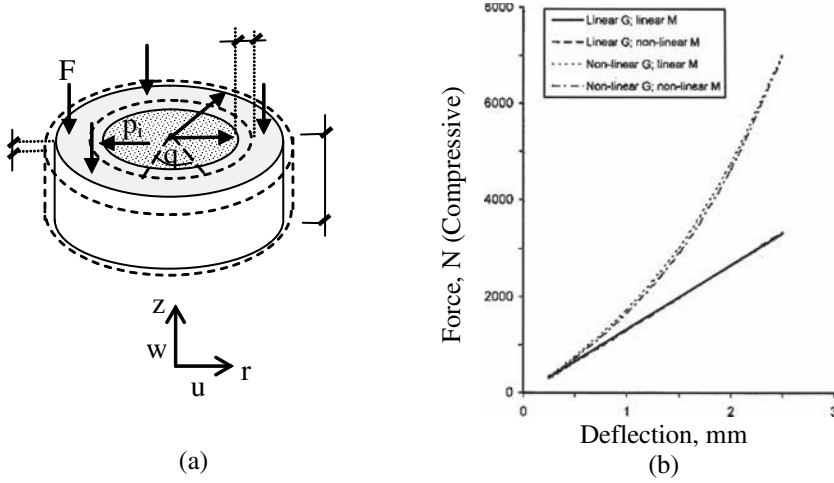 F
p₁
q
z
w
u
r
(a)
8000
6000
4000
2000
0
Force, N (Compressive)
Linear G; linear M
Linear G; non-linear M
Non-linear G; linear M
Non-linear G; non-linear M
0
1
2
3
Deflection, mm
(b)